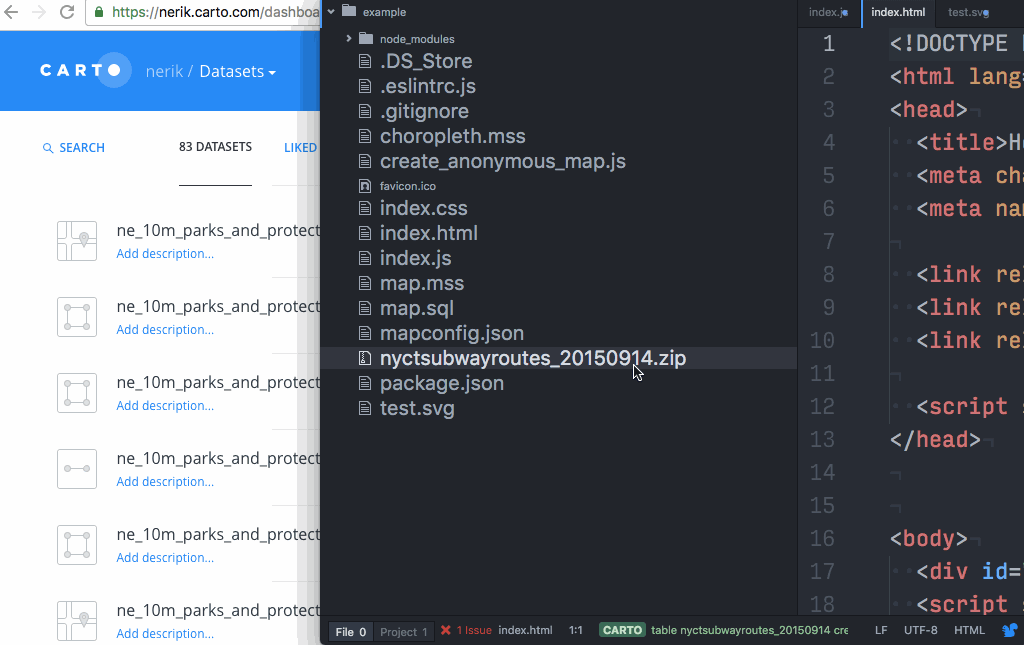 https://nerik.carto.com/dashboa
CARTO nerik / Datasets
SEARCH 83 DATASETS LIKED
ne_10m_parks_and_protect
Add description...
ne_10m_parks_and_protect
Add description...
ne_10m_parks_and_protect
Add description...
ne_10m_parks_and_protect
Add description...
ne_10m_parks_and_protect
Add description...
ne_10m_parks_and_protect
Add description...
example
node_modules
.DS_Store
.eslintrc.js
.gitignore
choropleth.mss
create_anonymous_map.js
favicon.ico
index.css
index.html
index.js
map.mss
map.sql
mapconfig.json
nyctsubwayroutes_20150914.zip
package.json
test.svg
index.js index.html test.svg
1 <!DOCTYPE
2 <html lang
3 <head>
4 <title>H
5 <meta cha
6 <meta nam
7
8 <link rel
9 <link rel
10 <link rel
11
12 <script
13 </head>
14
15
16 <body>
17 <div id=
18 <script
File 0 Project 1 1 Issue index.html 1:1 CARTO table nyctsubwayroutes_20150914 cre LF UTF-8 HTML